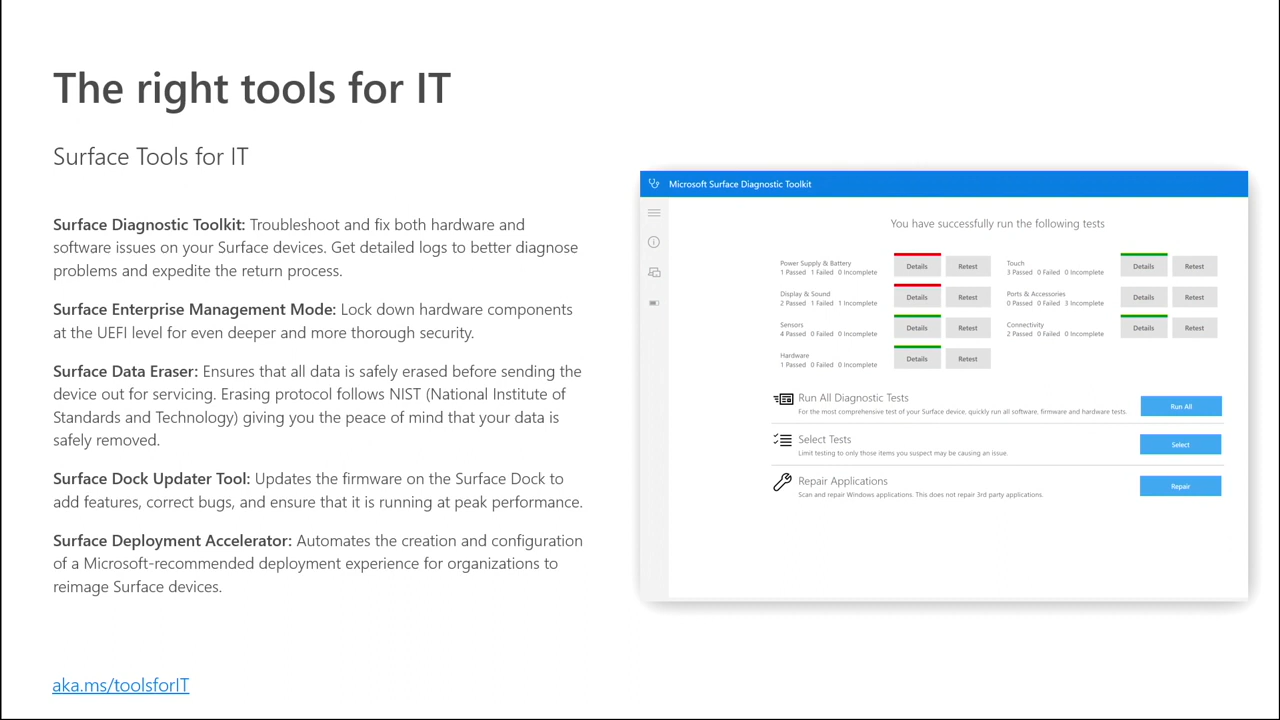 The right tools for IT
Surface Tools for IT
Surface Diagnostic Toolkit: Troubleshoot and fix both hardware and
software issues on your Surface devices. Get detailed logs to better diagnose
problems and expedite the return process.
Surface Enterprise Management Mode: Lock down hardware components
at the UEFI level for even deeper and more thorough security.
Surface Data Eraser: Ensures that all data is safely erased before sending the
device out for servicing. Erasing protocol follows NIST (National Institute of
Standards and Technology) giving you the peace of mind that your data is
safely removed.
Surface Dock Updater Tool: Updates the firmware on the Surface Dock to
add features, correct bugs, and ensure that it is running at peak performance.
Surface Deployment Accelerator: Automates the creation and configuration
of a Microsoft-recommended deployment experience for organizations to
reimage Surface devices.
aka.ms/toolsforIT
Microsoft Surface Diagnostic Toolkit
You have successfully run the following tests
Power Supply & Battery
1 Passed 1 Failed 0 Incomplete
Details
Retest
Touch
3 Passed 0 Failed 0 Incomplete
Details
Retest
Display & Sound
2 Passed 1 Failed 1 Incomplete
Details
Retest
Ports & Accessories
0 Passed 0 Failed 3 Incomplete
Details
Retest
Sensors
4 Passed 0 Failed 0 Incomplete
Details
Retest
Connectivity
2 Passed 0 Failed 0 Incomplete
Details
Retest
Hardware
1 Passed 0 Failed 0 Incomplete
Details
Retest
Run All Diagnostic Tests
For the most comprehensive test of your Surface device, quickly run all software, firmware and hardware tests.
Run All
Select Tests
Limit testing to only those items you suspect may be causing an issue.
Select
Repair Applications
Scan and repair Windows applications. This does not repair 3rd party applications.
Repair